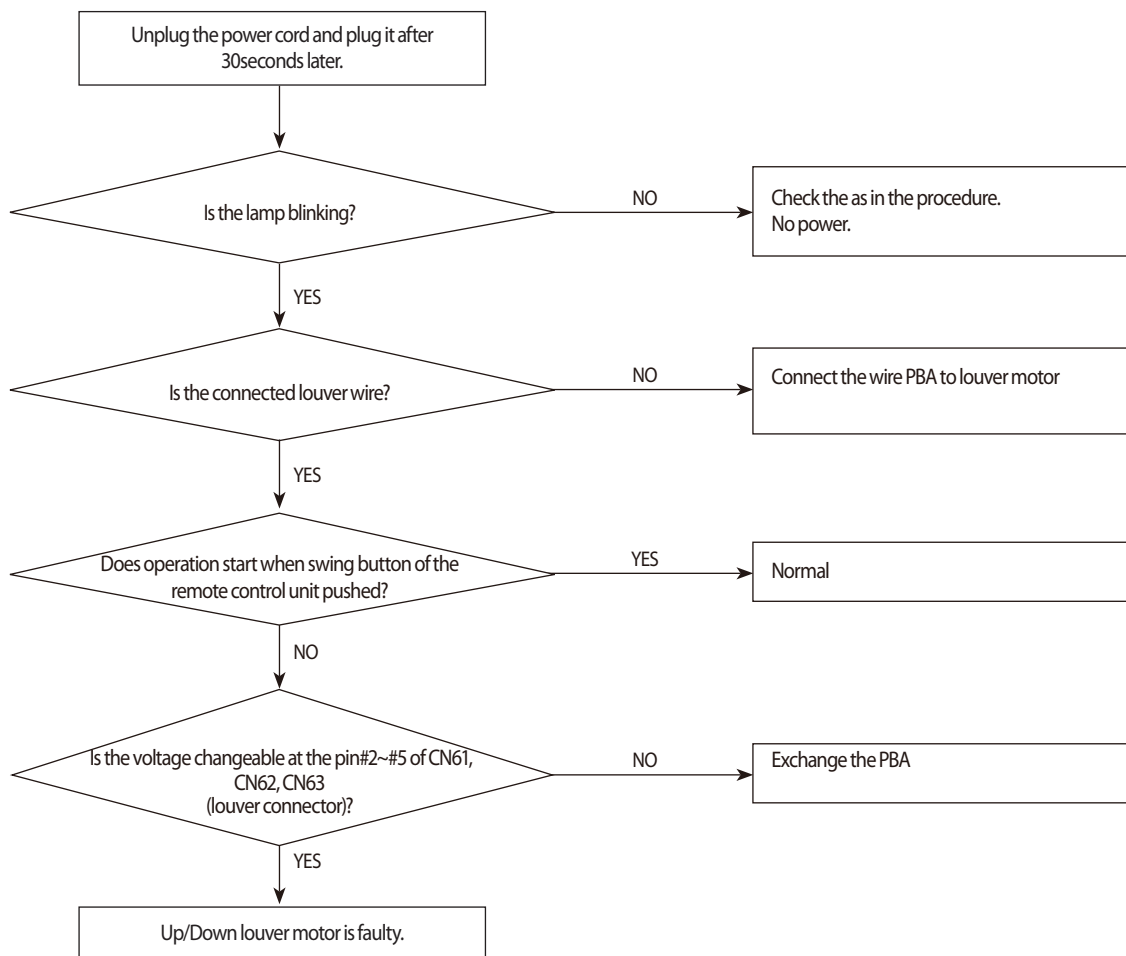 Unplug the power cord and plug it after
30seconds later.
Is the lamp blinking?
NO
Check the as in the procedure.
No power.
YES
Is the connected louver wire?
NO
Connect the wire PBA to louver motor
YES
Does operation start when swing button of the
remote control unit pushed?
YES
Normal
NO
Is the voltage changeable at the pin#2~#5 of CN61,
CN62, CN63
(louver connector)?
NO
Exchange the PBA
YES
Up/Down louver motor is faulty.